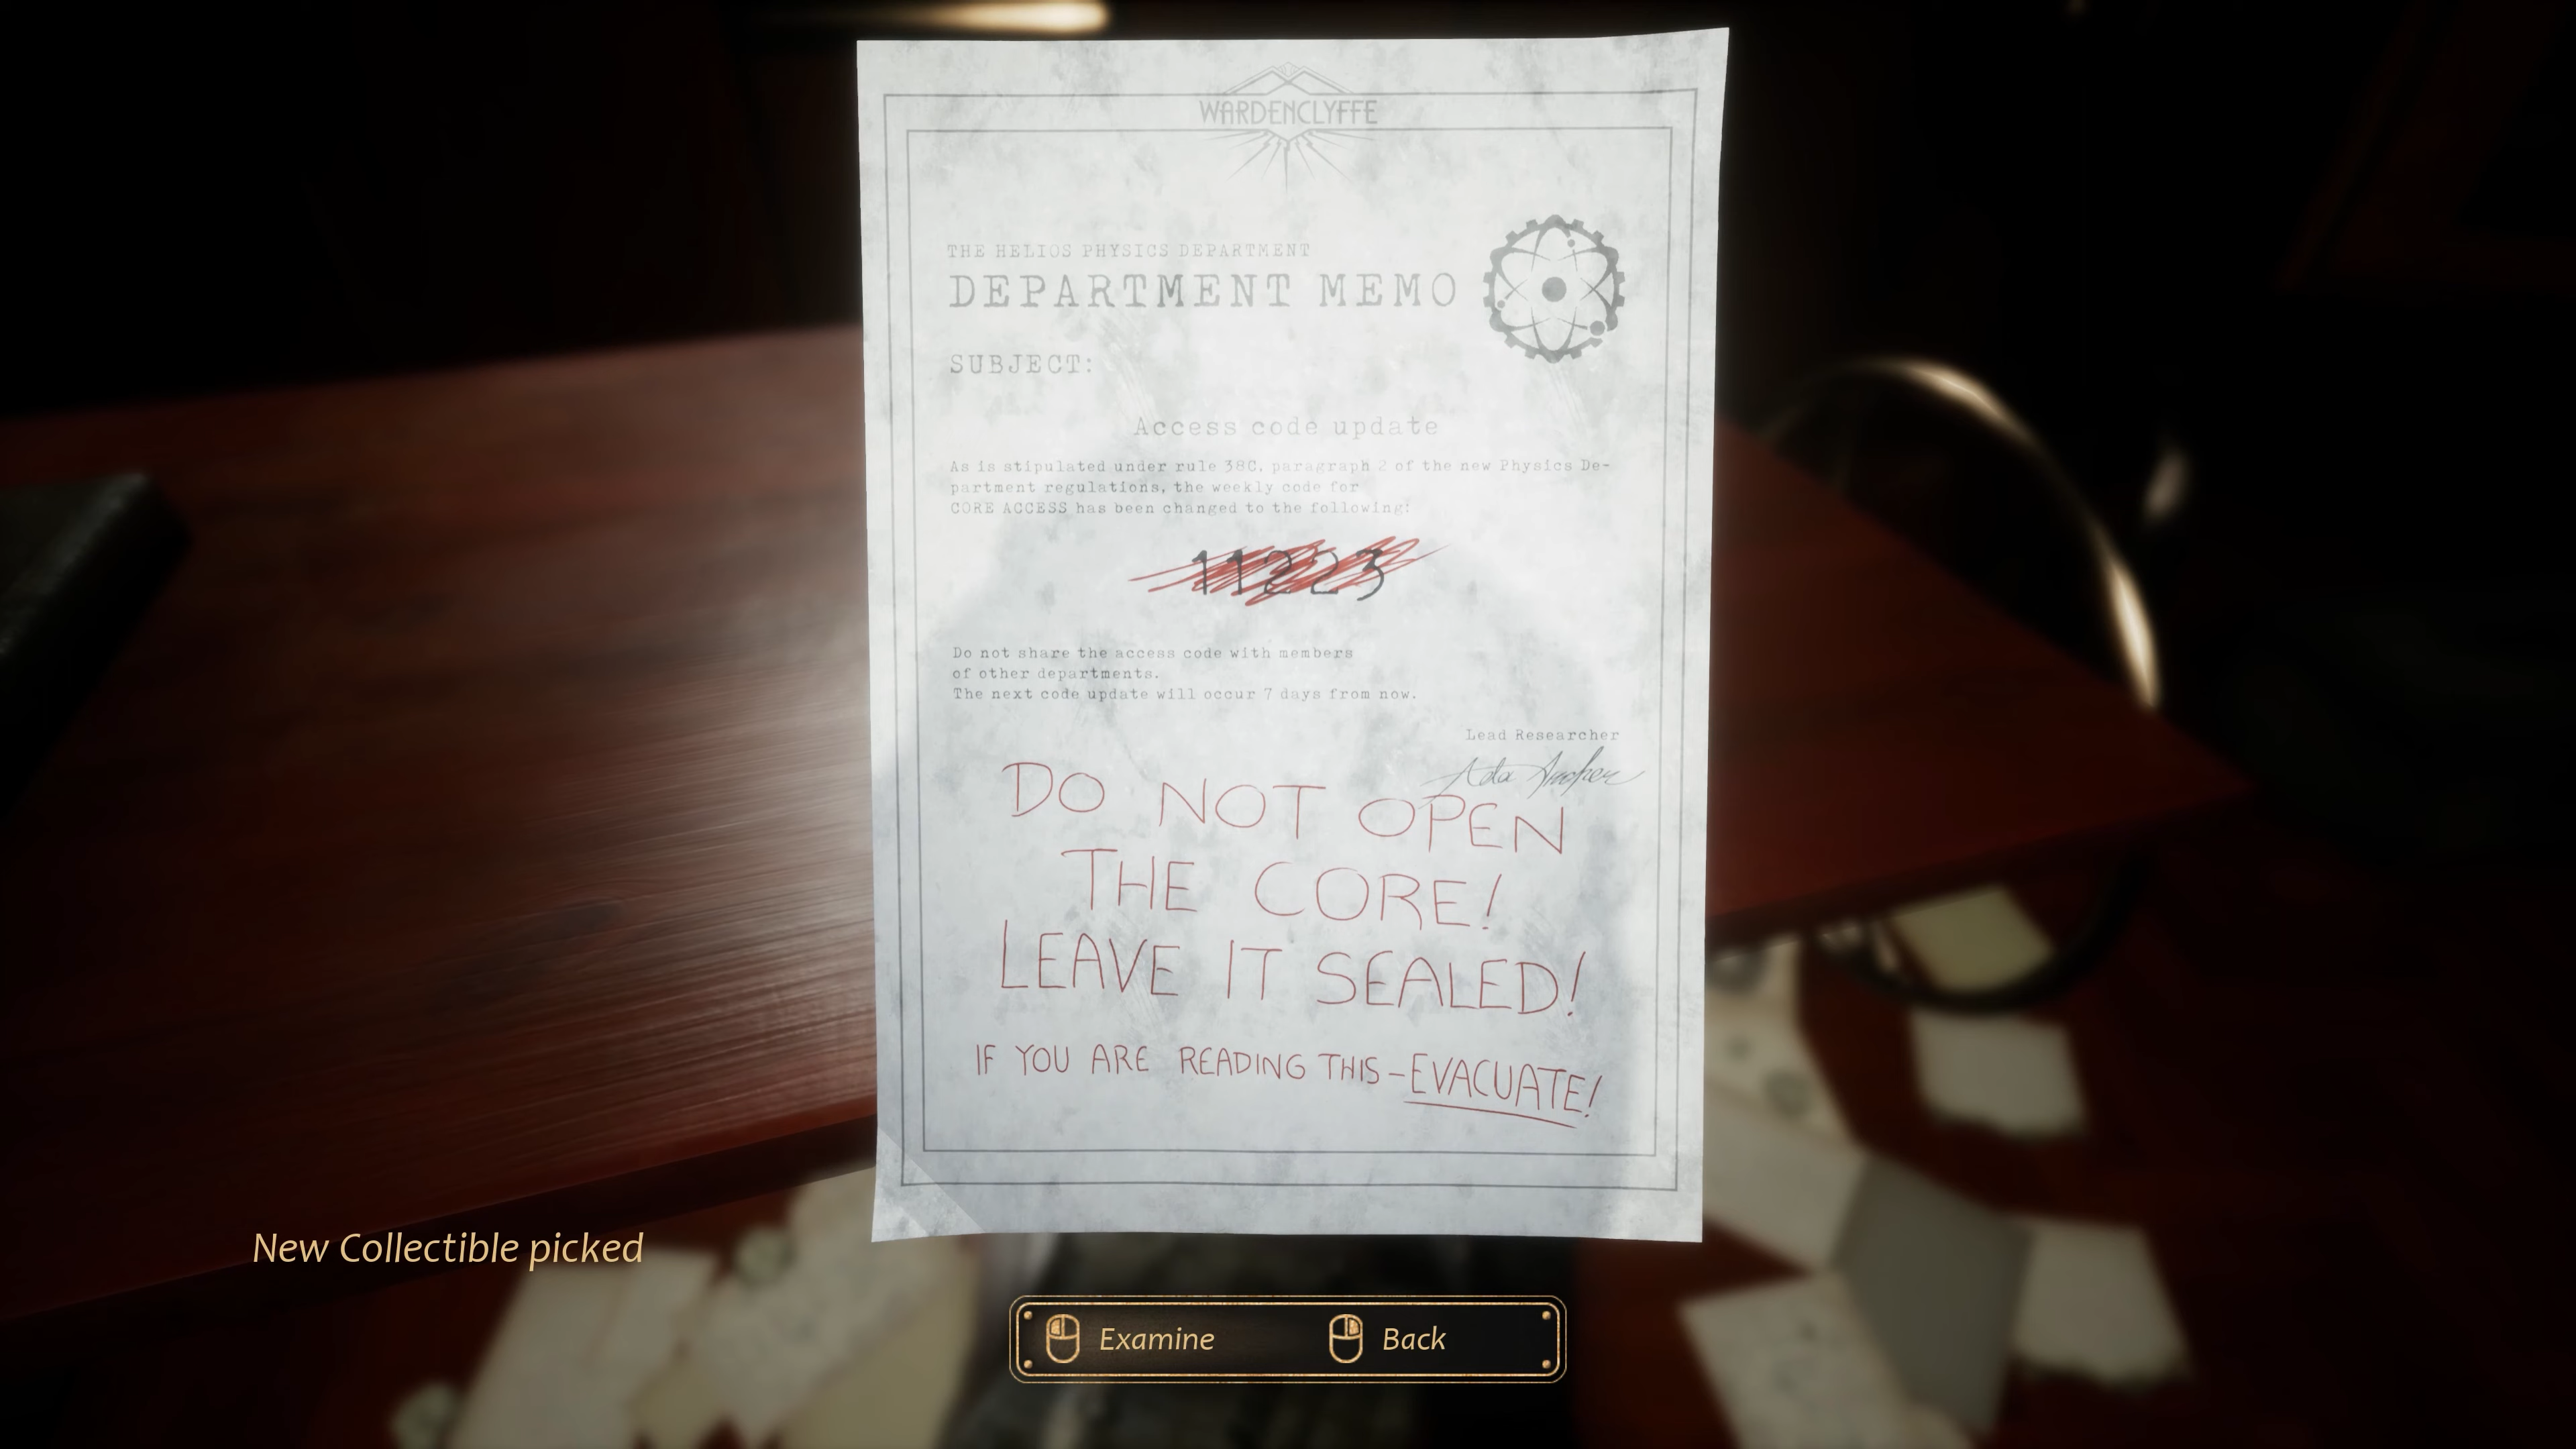 WARDENCLYFFE
THE HELIOS PHYSICS DEPARTMENT
DEPARTMENT MEMO
SUBJECT:
Access code update
As is stipulated under rule 38C, paragraph 2 of the new Physics De-
partment regulations, the weekly code for
CORE ACCESS has been changed to the following:
11223
Do not share the access code with members
of other departments.
The next code update will occur 7 days from now.
Lead Researcher
Ada Archer
DO NOT OPEN
THE CORE!
LEAVE IT SEALED!
IF YOU ARE READING THIS-EVACUATE!
New Collectible picked
Examine
Back